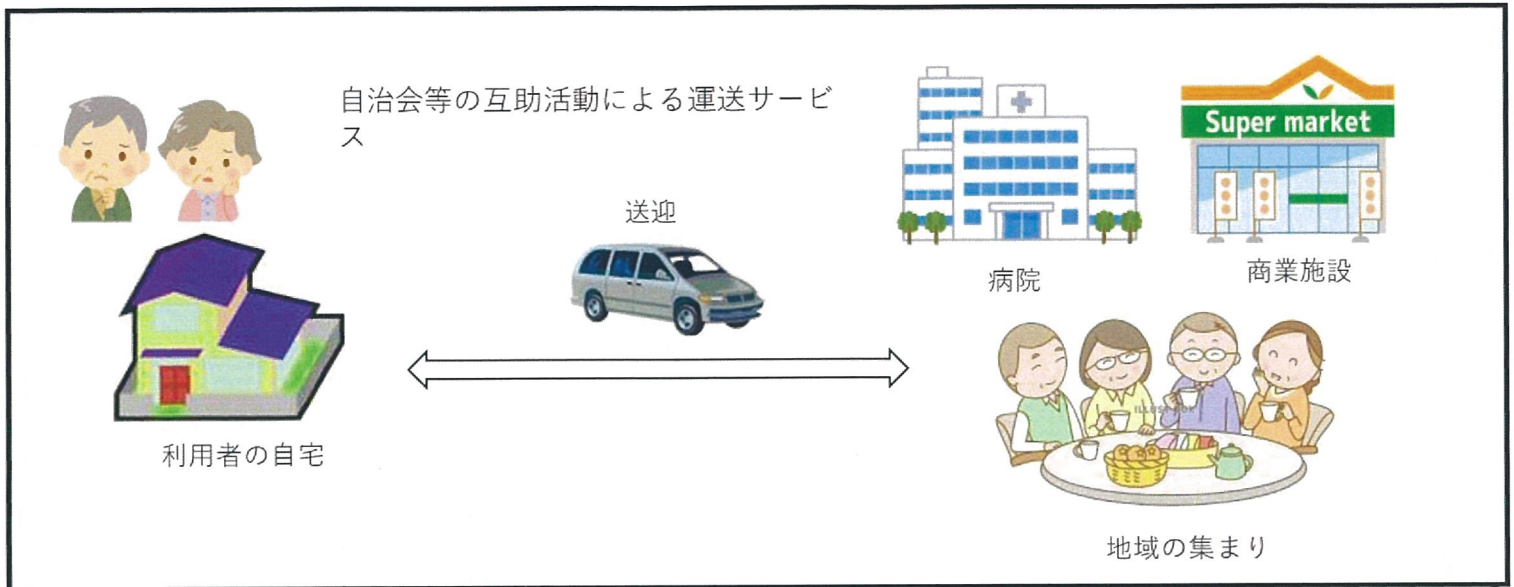 自治会等の互助活動による運送サービ
ス
送迎
Super market
病院
商業施設
利用者の自宅
ILLUST BOX
地域の集まり